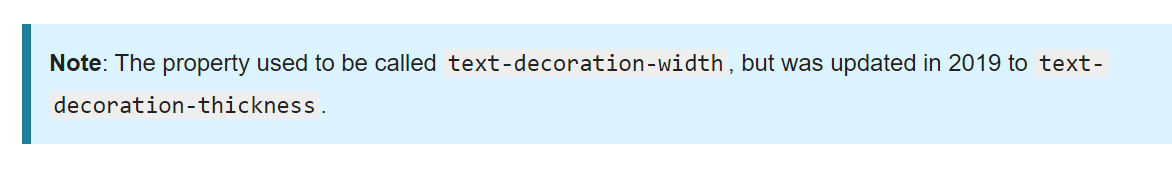 Note: The property used to be called text-decoration-width, but was updated in 2019 to text-
decoration-thickness.